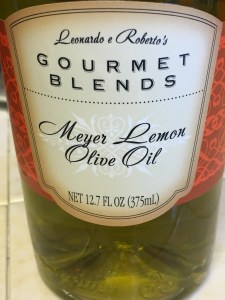 Leonardo e Roberto's
GOURMET
BLENDS
Meyer Lemon
Olive Oil
NET 12.7 FL OZ (375mL)